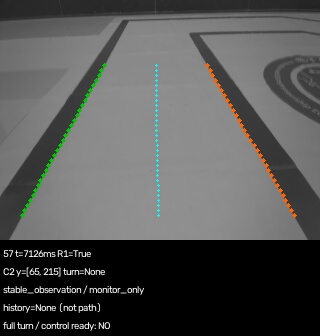 57 t=7126ms R1=True
C2 y=[65, 215] turn=None
stable_observation / monitor_only
history=None (not path)
full turn / control ready: NO